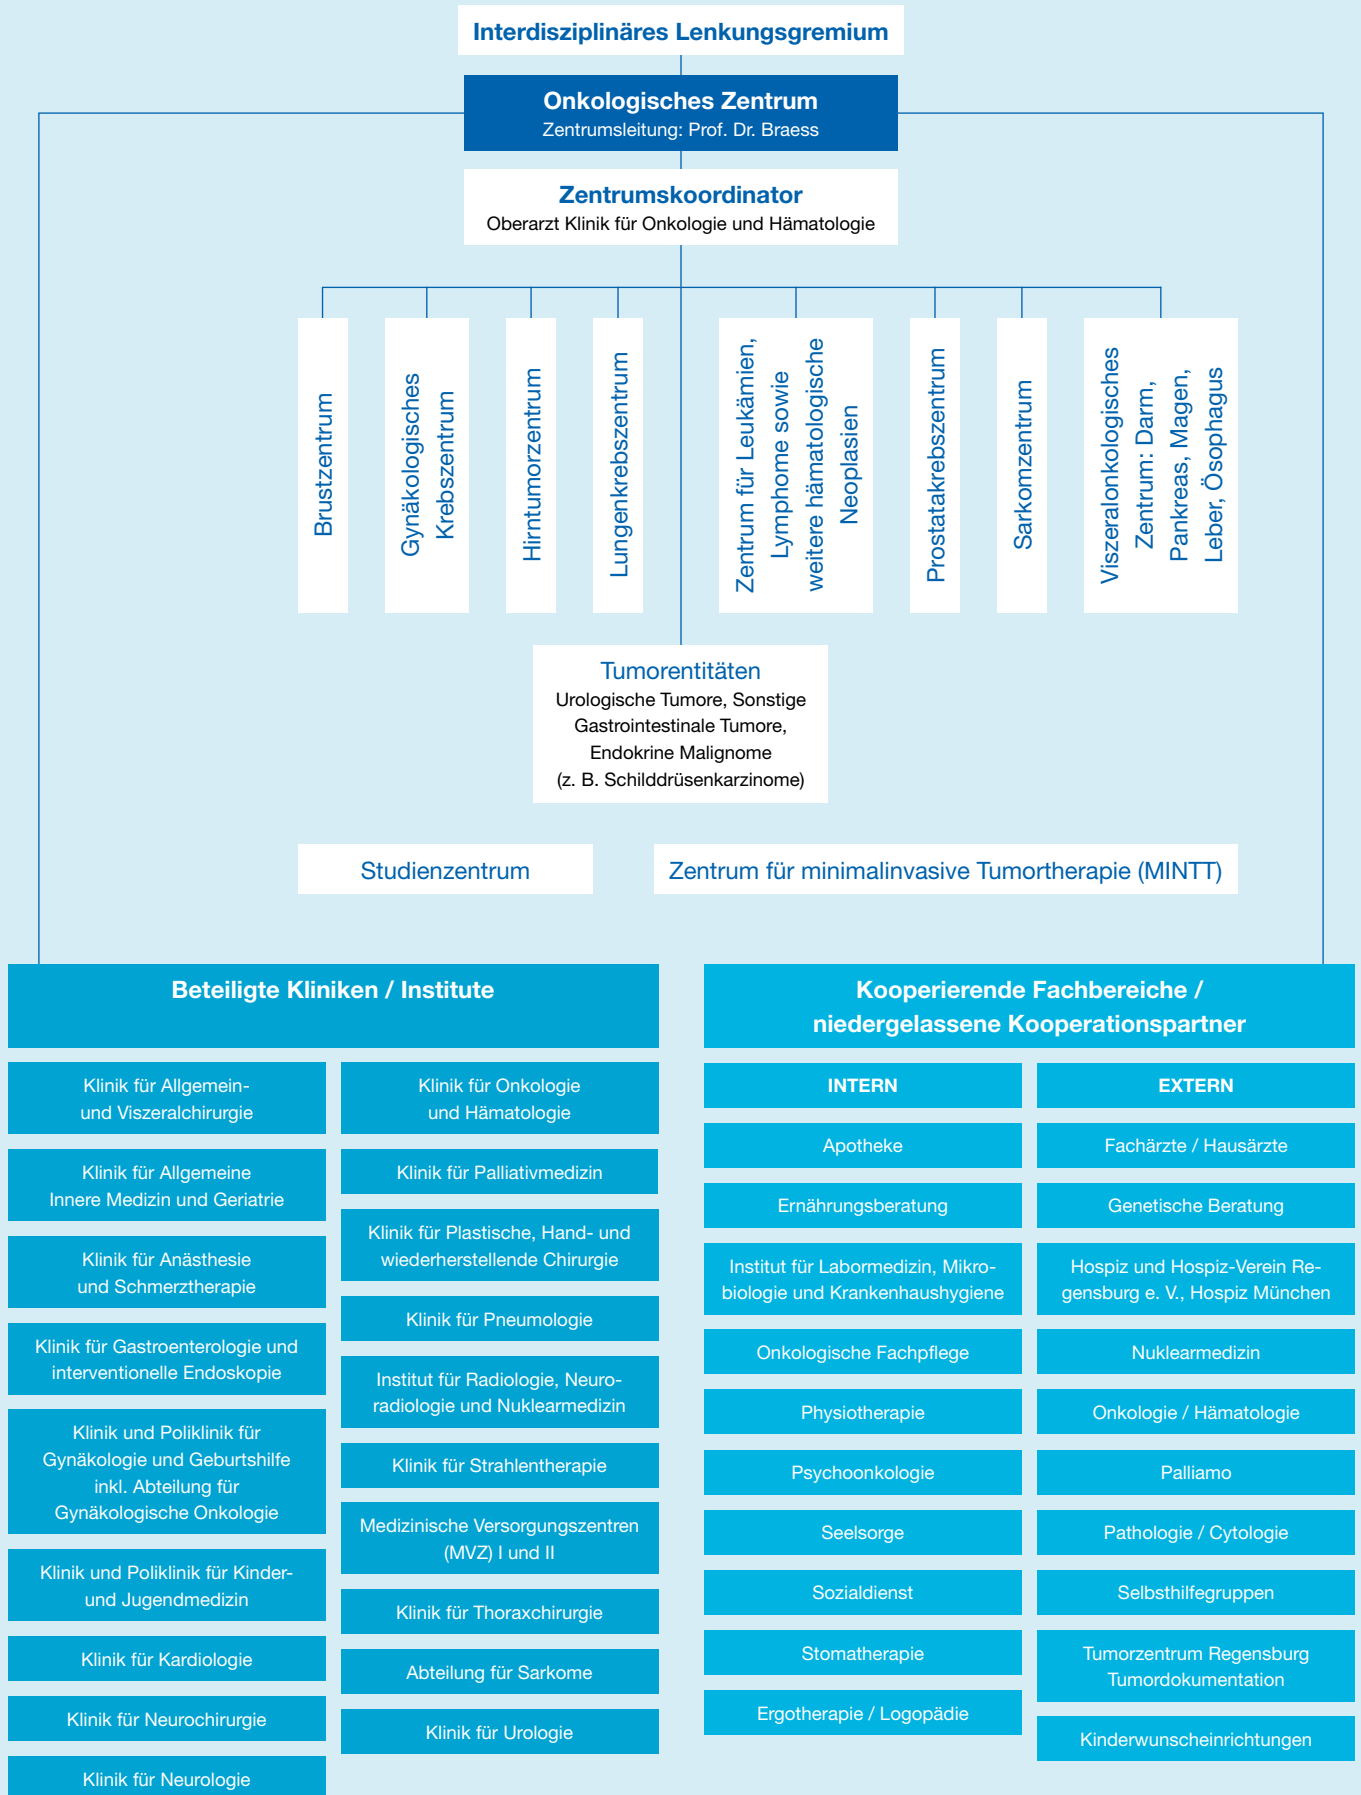 Interdisziplinäres Lenkungsgremium
Onkologisches Zentrum
Zentrumsleitung: Prof. Dr. Braess
Zentrumskoordinator
Oberarzt Klinik für Onkologie und Hämatologie
Brustzentrum
Gynäkologisches
Krebszentrum
Hirntumorzentrum
Lungenkrebszentrum
Zentrum für Leukämien,
Lymphome sowie
weitere hämatologische
Neoplasien
Prostatakrebszentrum
Sarkomzentrum
Viszeralonkologisches
Zentrum: Darm,
Pankreas, Magen,
Leber, Ösophagus
Tumorentitäten
Urologische Tumore, Sonstige
Gastrointestinale Tumore,
Endokrine Malignome
(z. B. Schilddrüsenkarzinome)
Studienzentrum
Zentrum für minimalinvasive Tumortherapie (MINTT)
Beteiligte Kliniken / Institute
Klinik für Allgemein-
und Viszeralchirurgie
Klinik für Allgemeine
Innere Medizin und Geriatrie
Klinik für Anästhesie
und Schmerztherapie
Klinik für Gastroenterologie und
interventionelle Endoskopie
Klinik und Poliklinik für
Gynäkologie und Geburtshilfe
inkl. Abteilung für
Gynäkologische Onkologie
Klinik und Poliklinik für Kinder-
und Jugendmedizin
Klinik für Kardiologie
Klinik für Neurochirurgie
Klinik für Neurologie
Klinik für Onkologie
und Hämatologie
Klinik für Palliativmedizin
Klinik für Plastische, Hand- und
wiederherstellende Chirurgie
Klinik für Pneumologie
Institut für Radiologie, Neuro-
radiologie und Nuklearmedizin
Klinik für Strahlentherapie
Medizinische Versorgungszentren
(MVZ) I und II
Klinik für Thoraxchirurgie
Abteilung für Sarkome
Klinik für Urologie
Kooperierende Fachbereiche /
niedergelassene Kooperationspartner
INTERN
Apotheke
Ernährungsberatung
Institut für Labormedizin, Mikro-
biologie und Krankenhaushygiene
Onkologische Fachpflege
Physiotherapie
Psychoonkologie
Seelsorge
Sozialdienst
Stomatherapie
Ergotherapie / Logopädie
EXTERN
Fachärzte / Hausärzte
Genetische Beratung
Hospiz und Hospiz-Verein Re-
gensburg e. V., Hospiz München
Nuklearmedizin
Onkologie / Hämatologie
Palliamo
Pathologie / Cytologie
Selbsthilfegruppen
Tumorzentrum Regensburg
Tumordokumentation
Kinderwunscheinrichtungen